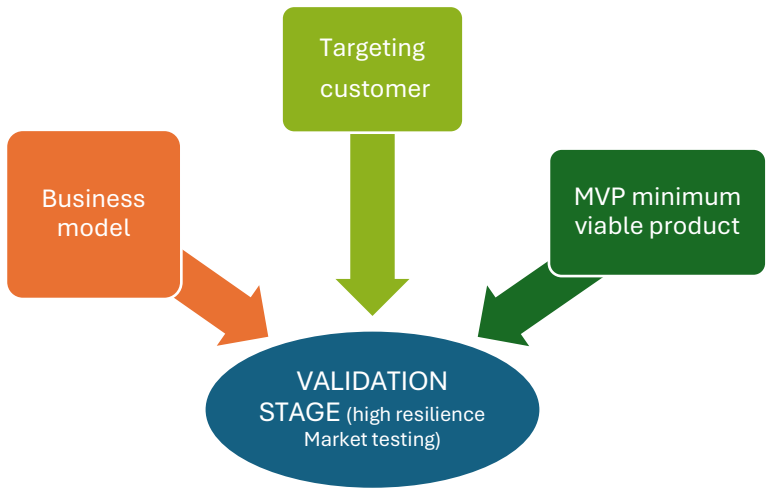 Targeting
customer
Business
model
MVP minimum
viable product
VALIDATION
STAGE (high resilience
Market testing)